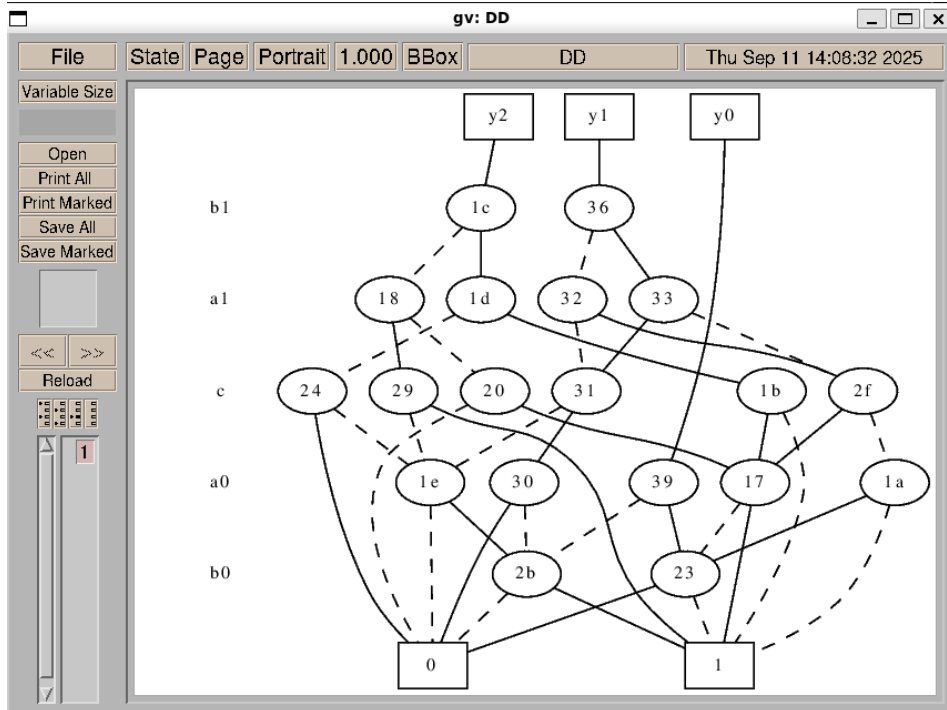 gv: DD
File State Page Portrait 1.000 BBox DD Thu Sep 11 14:08:32 2025
Variable Size
Open
Print All
Print Marked
Save All
Save Marked
<< >>
Reload
1
y2 y1 y0
b1 1c 36
a1 18 1d 32 33
c 24 29 20 31 1b 2f
a0 1e 30 39 17 1a
b0 2b 23
0 1